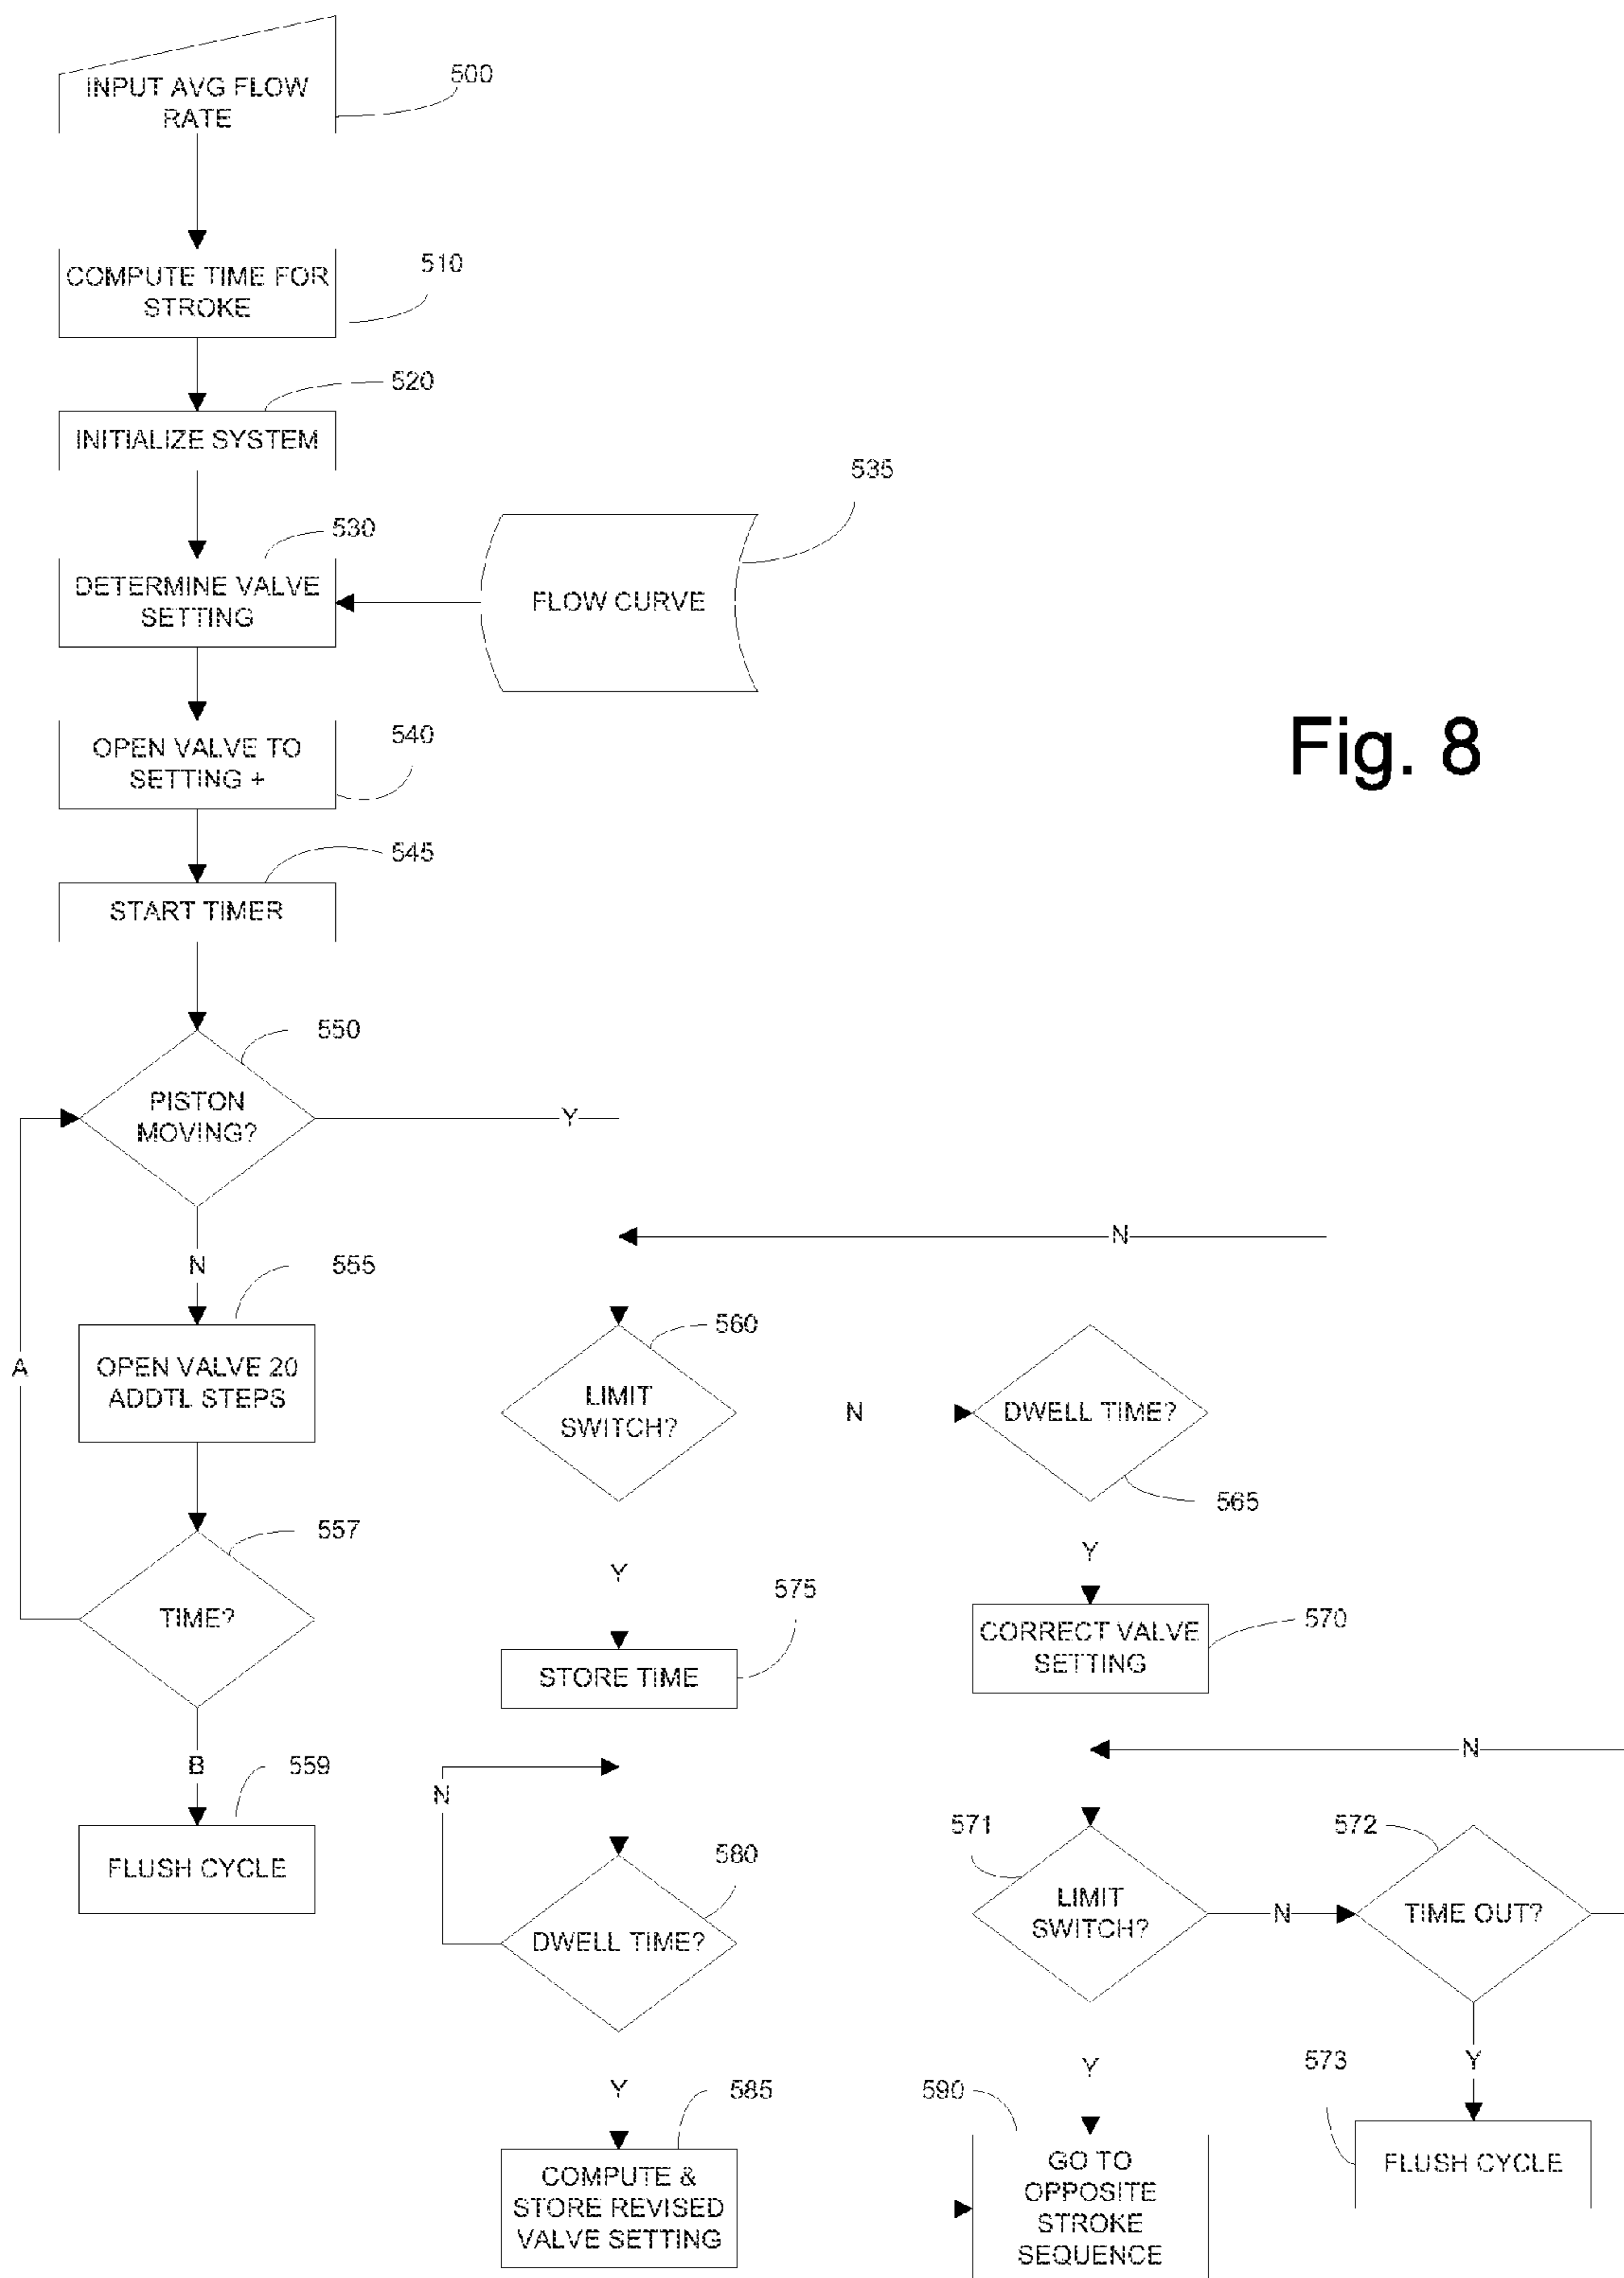 INPUT AVG FLOW
RATE
500
COMPUTE TIME FOR
STROKE
510
520
INITIALIZE SYSTEM
535
530
DETERMINE VALVE
SETTING
FLOW CURVE
Fig. 8
OPEN VALVE TO
SETTING +
540
545
START TIMER
550
PISTON
MOVING?
Y
N
N
555
A
OPEN VALVE 20
ADDTL STEPS
560
LIMIT
SWITCH?
N
DWELL TIME?
565
557
TIME?
Y
575
STORE TIME
Y
CORRECT VALVE
SETTING
570
B
559
FLUSH CYCLE
N
580
DWELL TIME?
N
571
LIMIT
SWITCH?
N
572
TIME OUT?
Y
585
COMPUTE &
STORE REVISED
VALVE SETTING
Y
590
GO TO
OPPOSITE
STROKE
SEQUENCE
Y
573
FLUSH CYCLE